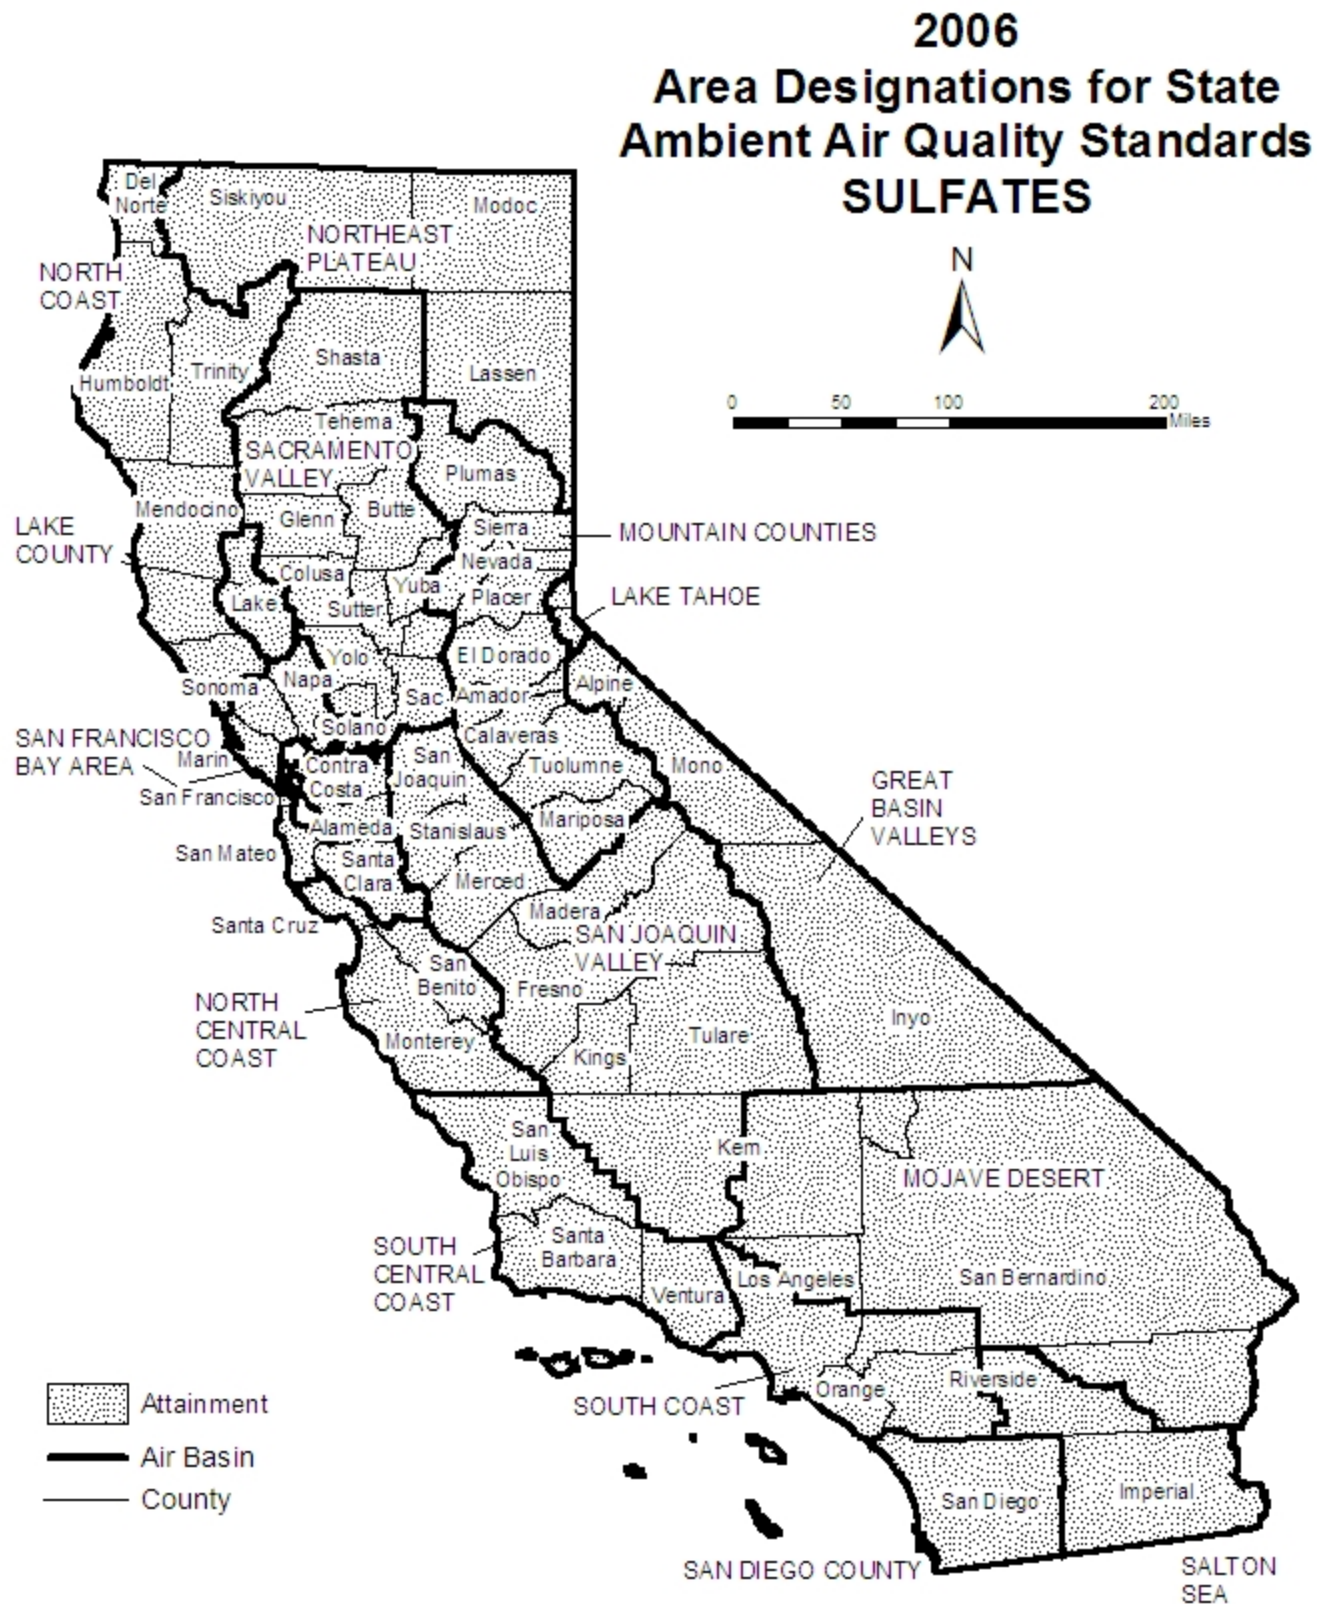 2006
Area Designations for State
Ambient Air Quality Standards
SULFATES
N
0 50 100 200
Miles
Del
Norte
Siskiyou
Modoc
NORTHEAST
PLATEAU
NORTH
COAST
Humboldt
Trinity
Shasta
Lassen
Tehema
SACRAMENTO
VALLEY
Plumas
Mendocino
Glenn
Butte
Sierra
MOUNTAIN COUNTIES
LAKE
COUNTY
Nevada
Colusa
Yuba
Placer
LAKE TAHOE
Lake
Sutter
El Dorado
Yolo
Napa
Alpine
Sonoma
Sac
Amador
Solano
Calaveras
SAN FRANCISCO
BAY AREA
Marin
San Francisco
Contra
Costa
San
Joaquin
Tuolumne
Mono
GREAT
BASIN
VALLEYS
Alameda
Stanislaus
Mariposa
San Mateo
Santa
Clara
Merced
Santa Cruz
Madera
SAN JOAQUIN
VALLEY
San
Benito
Fresno
NORTH
CENTRAL
COAST
Monterey
Kings
Tulare
Inyo
San
Luis
Obispo
Kern
MOJAVE DESERT
SOUTH
CENTRAL
COAST
Santa
Barbara
Ventura
Los Angeles
San Bernardino
SOUTH COAST
Orange
Riverside
San Diego
Imperial
SAN DIEGO COUNTY
SALTON
SEA
Attainment
Air Basin
County